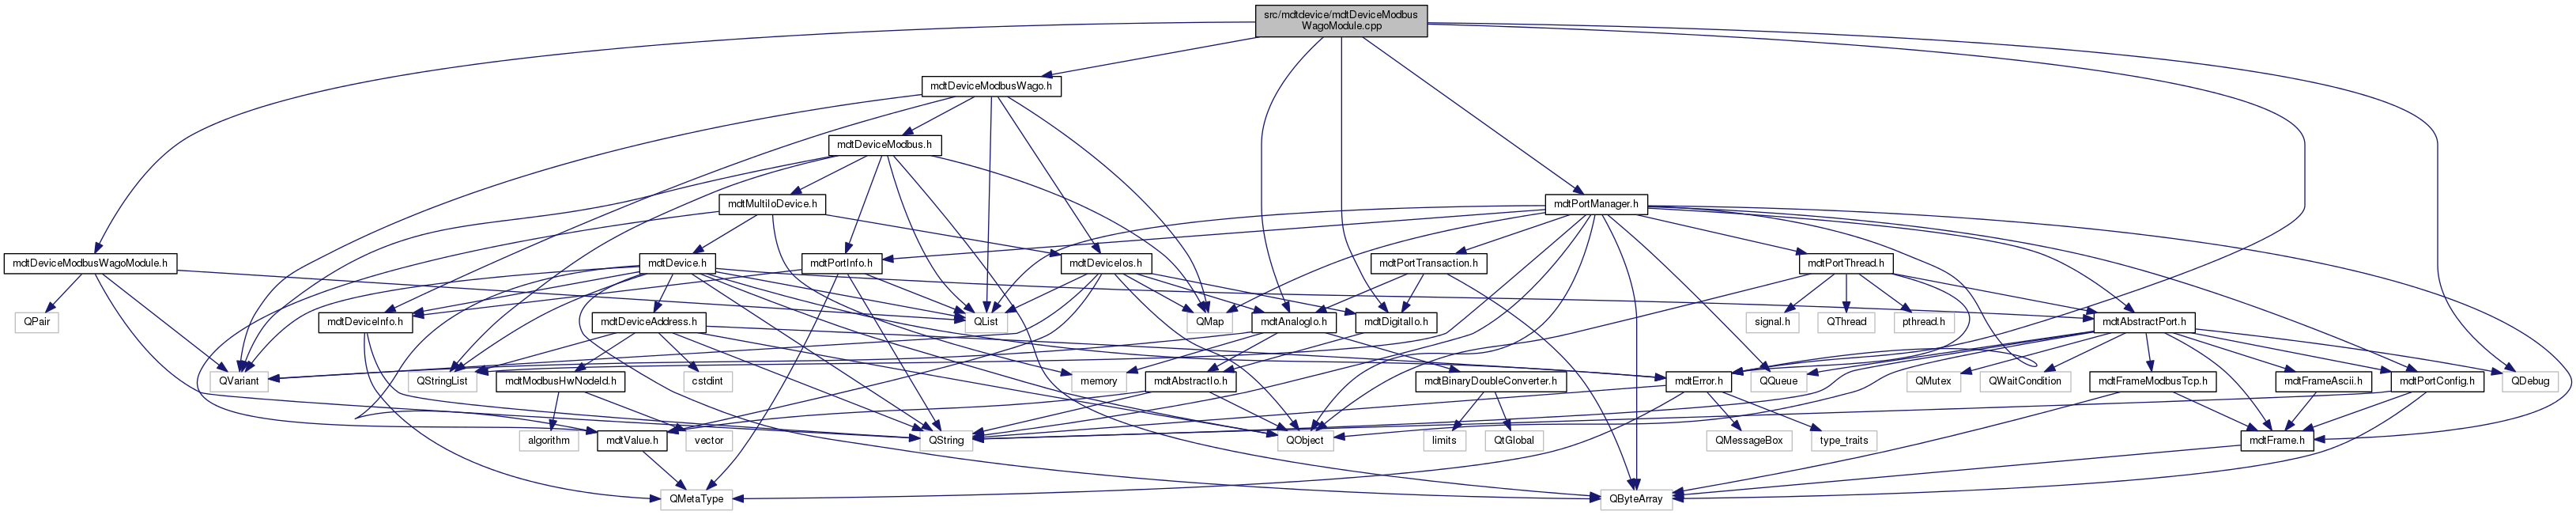 src/mdtdevice/mdtDeviceModbus
WagoModule.cpp
mdtDeviceModbusWago.h
mdtDeviceModbus.h
mdtMultiIoDevice.h
mdtPortManager.h
mdtDeviceModbusWagoModule.h
mdtDevice.h
mdtPortInfo.h
mdtDeviceIos.h
mdtPortTransaction.h
mdtPortThread.h
QPair
mdtDeviceInfo.h
mdtDeviceAddress.h
QList
QMap
mdtAnalogIo.h
mdtDigitalIo.h
signal.h
QThread
pthread.h
mdtAbstractPort.h
QVariant
QStringList
mdtModbusHwNodeId.h
cstdint
memory
mdtAbstractIo.h
mdtBinaryDoubleConverter.h
mdtError.h
QQueue
QMutex
QWaitCondition
mdtFrameModbusTcp.h
mdtFrameAscii.h
mdtPortConfig.h
QDebug
algorithm
mdtValue.h
vector
QString
QObject
limits
QtGlobal
QMessageBox
type_traits
mdtFrame.h
QMetaType
QByteArray